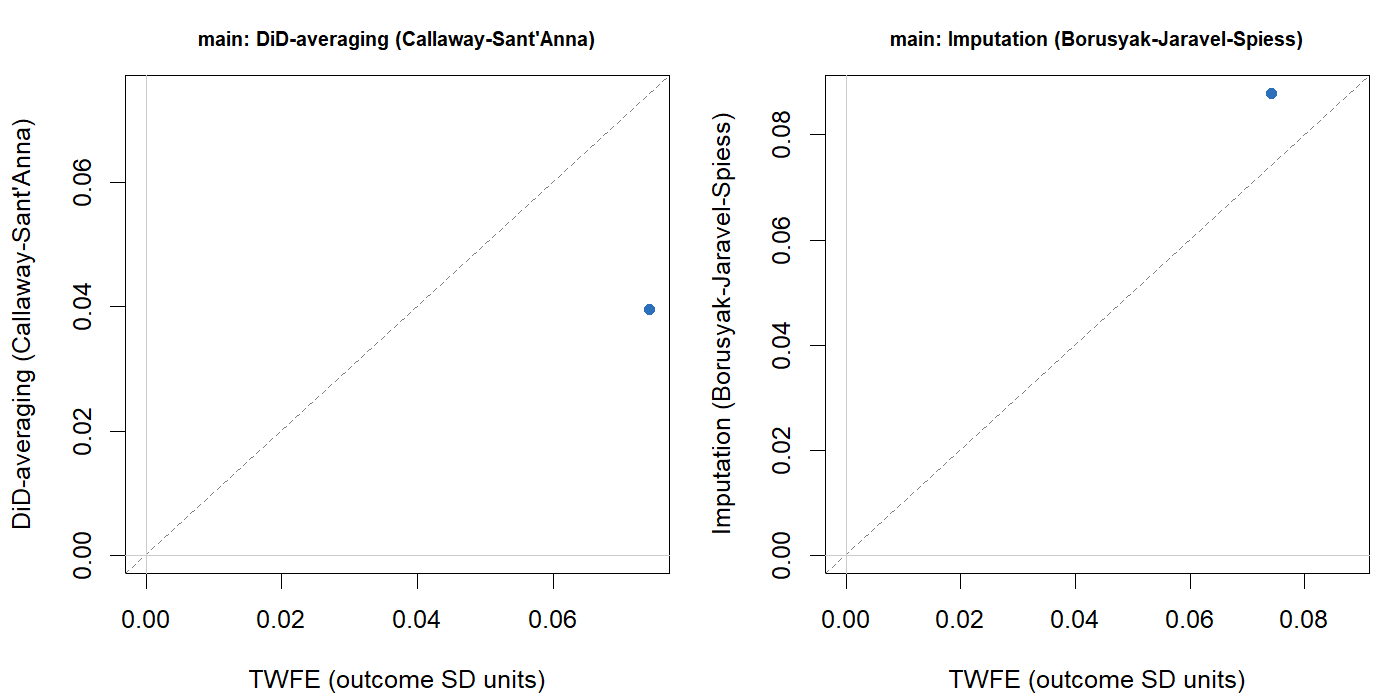 main: DiD-averaging (Callaway-Sant'Anna)
DiD-averaging (Callaway-Sant'Anna)
0.06
0.04
0.02
0.00
0.00 0.02 0.04 0.06
TWFE (outcome SD units)
main: Imputation (Borusyak-Jaravel-Spiess)
Imputation (Borusyak-Jaravel-Spiess)
0.08
0.06
0.04
0.02
0.00
0.00 0.02 0.04 0.06 0.08
TWFE (outcome SD units)